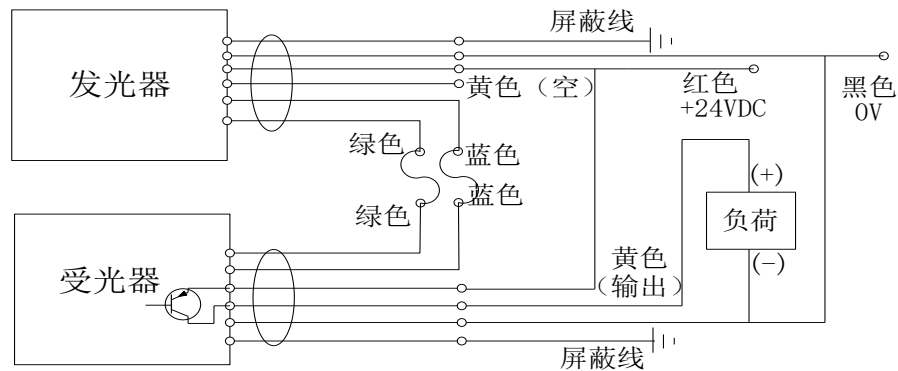 屏蔽线
发光器
黄色（空）
红色
+24VDC
黑色
0V
绿色
蓝色
绿色
蓝色
(+)
负荷
(−)
受光器
黄色
（输出）
屏蔽线